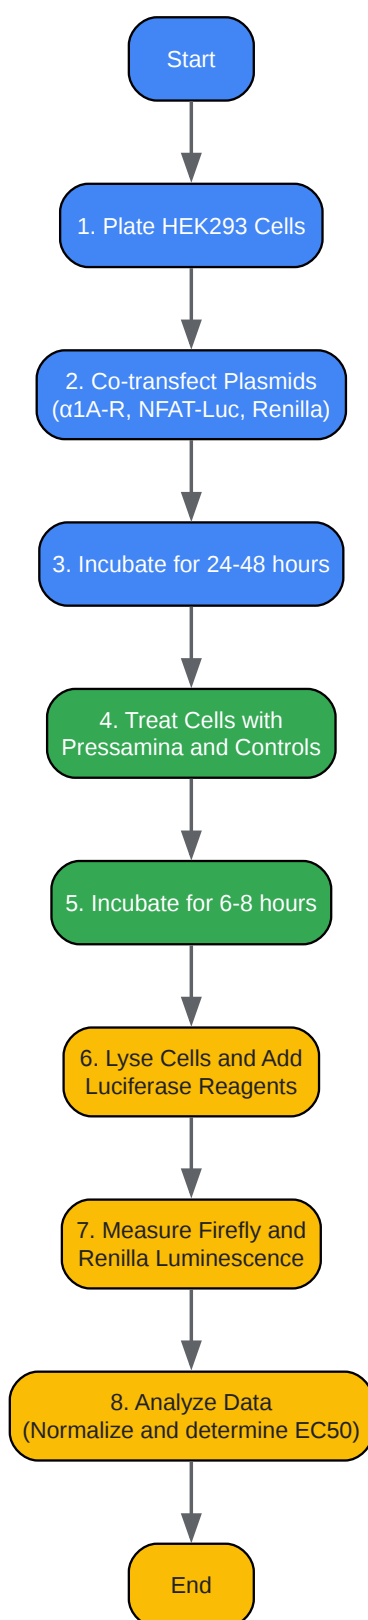 Start
1. Plate HEK293 Cells
2. Co-transfect Plasmids
(α1A-R, NFAT-Luc, Renilla)
3. Incubate for 24-48 hours
4. Treat Cells with
Pressamina and Controls
5. Incubate for 6-8 hours
6. Lyse Cells and Add
Luciferase Reagents
7. Measure Firefly and
Renilla Luminescence
8. Analyze Data
(Normalize and determine EC50)
End